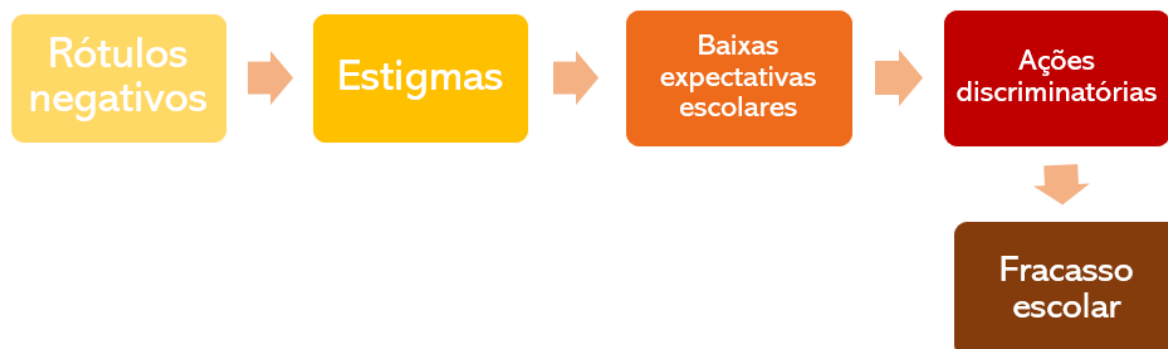 Rótulos
negativos
Estigmas
Baixas
expectativas
escolares
Ações
discriminatórias
Fracasso
escolar